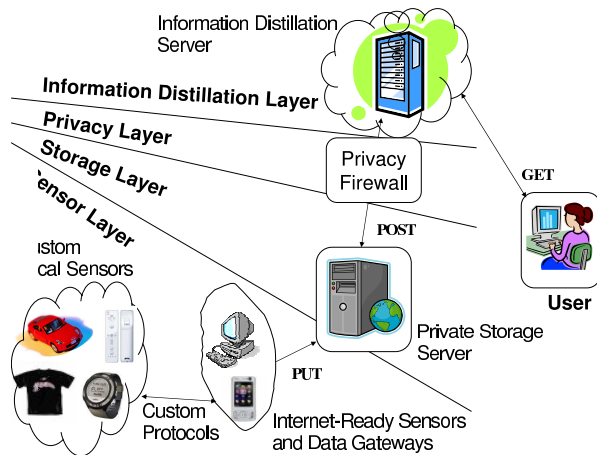 Information Distillation
Server
Information Distillation Layer
Privacy Layer
Storage Layer
ensor Layer
Privacy
Firewall
GET
POST
User
ustom
cal Sensors
Private Storage
Server
PUT
Custom
Protocols
Internet-Ready Sensors
and Data Gateways